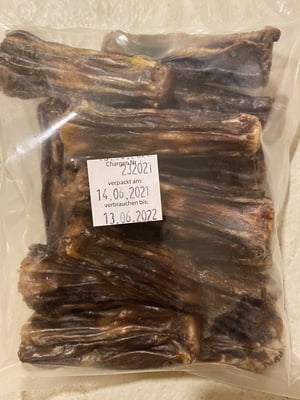 Chargen Nr
232021
verpackt am:
14.06.2021
verbrauchen bis:
13.06.2022